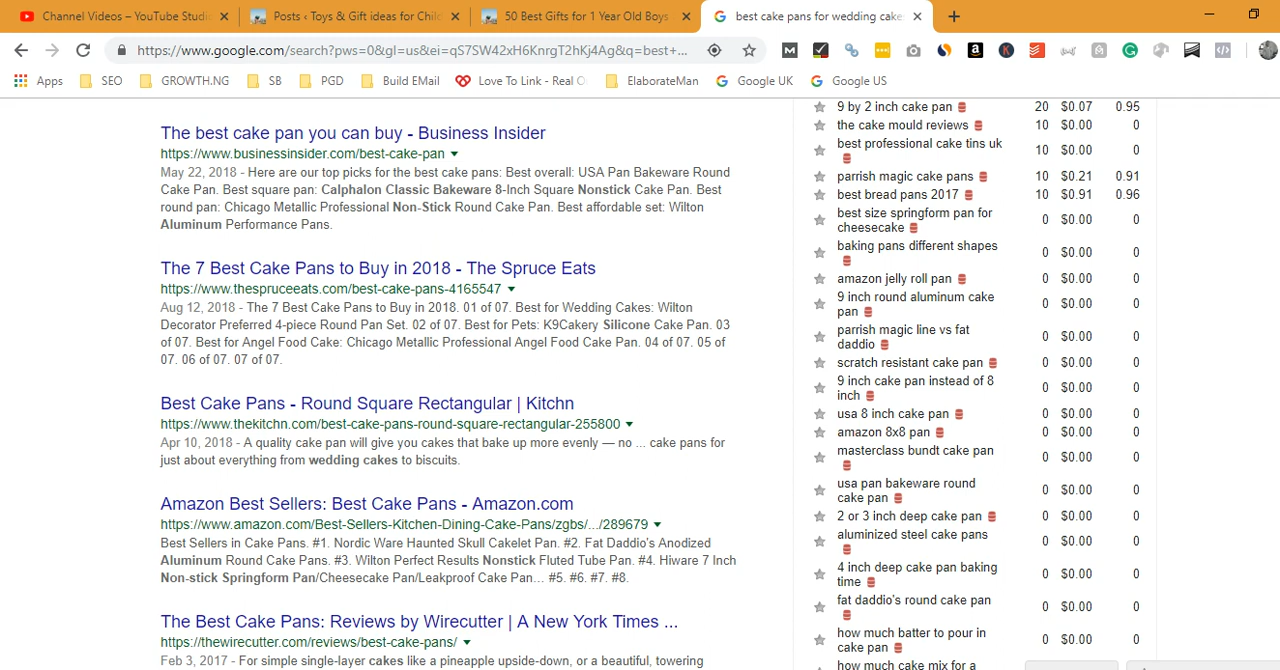 Channel Videos – YouTube Studi
Posts ‹ Toys & Gift ideas for Chil
50 Best Gifts for 1 Year Old Boys
best cake pans for wedding cake
https://www.google.com/search?pws=0&gl=us&ei=qS7SW42xH6KnrgT2hKj4Ag&q=best+...
Apps
SEO
GROWTH.NG
SB
PGD
Build EMail
Love To Link - Real O
ElaborateMan
Google UK
Google US
The best cake pan you can buy - Business Insider
https://www.businessinsider.com/best-cake-pan
May 22, 2018 - Here are our top picks for the best cake pans: Best overall: USA Pan Bakeware Round
Cake Pan. Best square pan: Calphalon Classic Bakeware 8-Inch Square Nonstick Cake Pan. Best
round pan: Chicago Metallic Professional Non-Stick Round Cake Pan. Best affordable set: Wilton
Aluminum Performance Pans.
The 7 Best Cake Pans to Buy in 2018 - The Spruce Eats
https://www.thespruceeats.com/best-cake-pans-4165547
Aug 12, 2018 - The 7 Best Cake Pans to Buy in 2018. 01 of 07. Best for Wedding Cakes: Wilton
Decorator Preferred 4-piece Round Pan Set. 02 of 07. Best for Pets: K9Cakery Silicone Cake Pan. 03
of 07. Best for Angel Food Cake: Chicago Metallic Professional Angel Food Cake Pan. 04 of 07. 05 of
07. 06 of 07. 07 of 07.
Best Cake Pans - Round Square Rectangular | Kitchn
https://www.thekitchn.com/best-cake-pans-round-square-rectangular-255800
Apr 10, 2018 - A quality cake pan will give you cakes that bake up more evenly — no ... cake pans for
just about everything from wedding cakes to biscuits.
Amazon Best Sellers: Best Cake Pans - Amazon.com
https://www.amazon.com/Best-Sellers-Kitchen-Dining-Cake-Pans/zgbs/.../289679
Best Sellers in Cake Pans. #1. Nordic Ware Haunted Skull Cakelet Pan. #2. Fat Daddio's Anodized
Aluminum Round Cake Pans. #3. Wilton Perfect Results Nonstick Fluted Tube Pan. #4. Hiware 7 Inch
Non-stick Springform Pan/Cheesecake Pan/Leakproof Cake Pan... #5. #6. #7. #8.
The Best Cake Pans: Reviews by Wirecutter | A New York Times ...
https://thewirecutter.com/reviews/best-cake-pans/
Feb 3, 2017 - For simple single-layer cakes like a pineapple upside-down, or a beautiful, towering
9 by 2 inch cake pan 20 $0.07 0.95
the cake mould reviews 10 $0.00 0
best professional cake tins uk 10 $0.00 0
parrish magic cake pans 10 $0.21 0.91
best bread pans 2017 10 $0.91 0.96
best size springform pan for
cheesecake 0 $0.00 0
baking pans different shapes 0 $0.00 0
amazon jelly roll pan 0 $0.00 0
9 inch round aluminum cake
pan 0 $0.00 0
parrish magic line vs fat
daddio 0 $0.00 0
scratch resistant cake pan 0 $0.00 0
9 inch cake pan instead of 8
inch 0 $0.00 0
usa 8 inch cake pan 0 $0.00 0
amazon 8x8 pan 0 $0.00 0
masterclass bundt cake pan 0 $0.00 0
usa pan bakeware round
cake pan 0 $0.00 0
2 or 3 inch deep cake pan 0 $0.00 0
aluminized steel cake pans 0 $0.00 0
4 inch deep cake pan baking
time 0 $0.00 0
fat daddio's round cake pan 0 $0.00 0
how much batter to pour in
cake pan 0 $0.00 0
how much cake mix for a